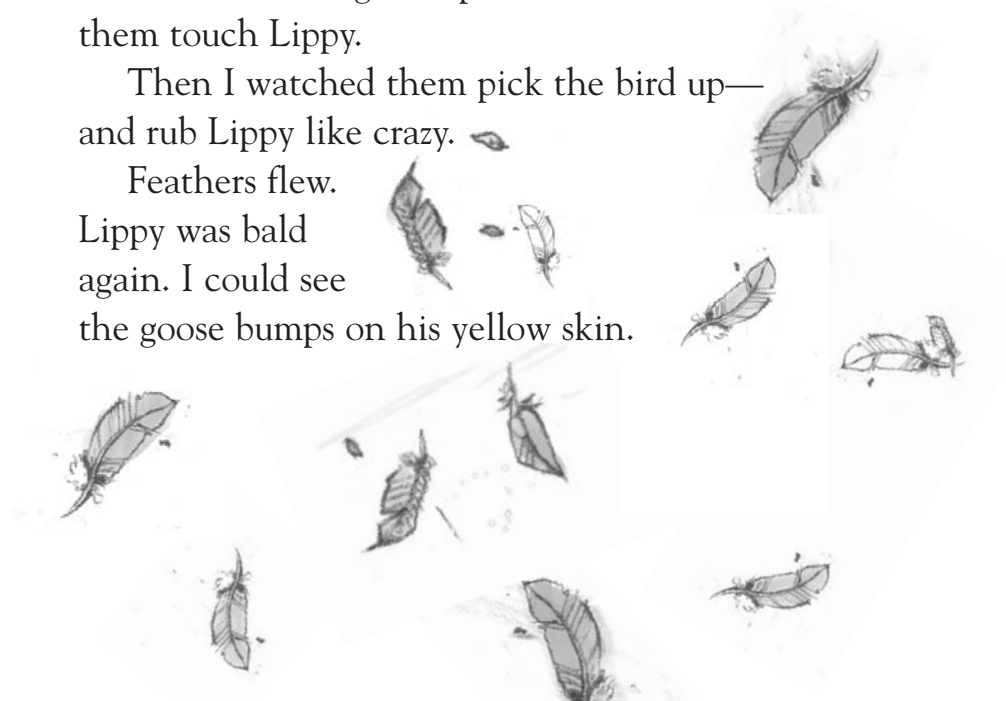 them touch Lippy.
Then I watched them pick the bird up—
and rub Lippy like crazy.
Feathers flew.
Lippy was bald
again. I could see
the goose bumps on his yellow skin.